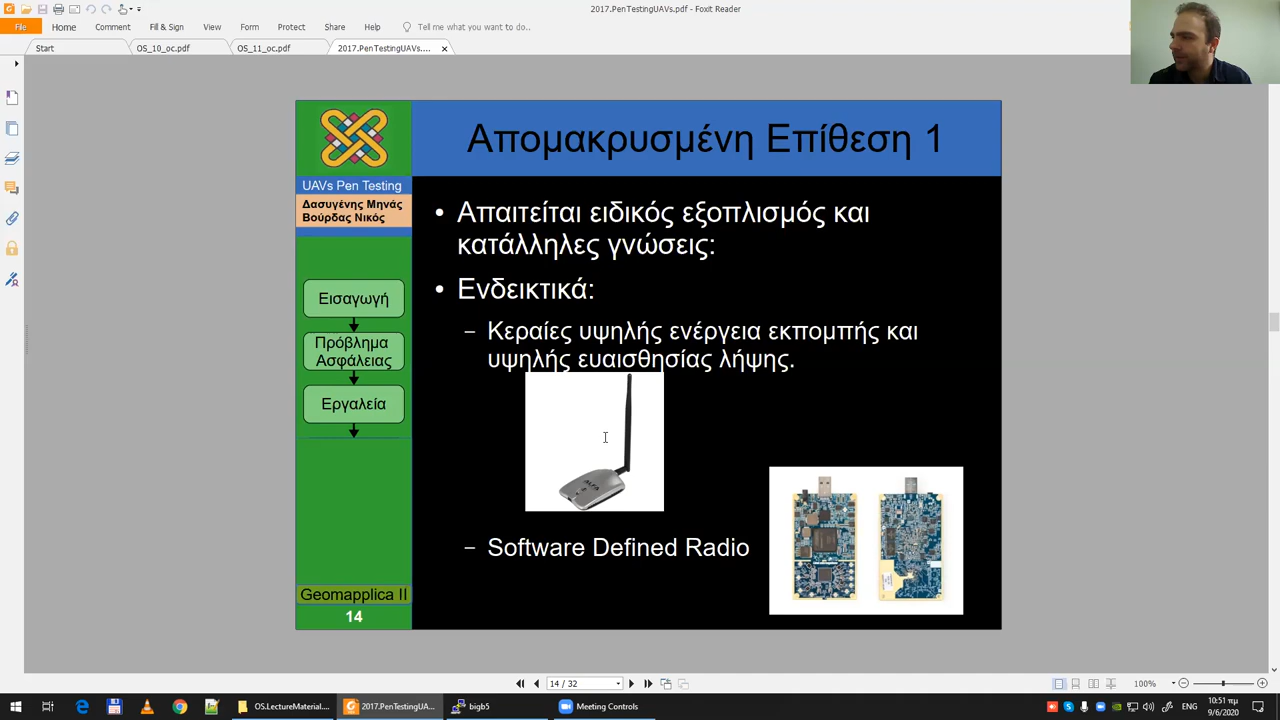 2017.PenTestingUAVs.pdf - Foxit Reader
File Home Comment View Form Protect Share Help Tell me what you want to do..
Start OS_10_oc.pdf OS_11_oc.pdf 2017.PenTestingUAVs....
Απομακρυσμένη Επίθεση 1
UAVs Pen Testing
Δασυγένης Μηνάς
Βούρδας Νικός
• Απαιτείται ειδικός εξοπλισμός και
κατάλληλες γνώσεις:
• Ενδεικτικά:
– Κεραίες υψηλής ενέργεια εκπομπής και
υψηλής ευαισθησίας λήψης.
Εισαγωγή
Πρόβλημα
Ασφάλειας
Εργαλεία
ALFA
– Software Defined Radio
Geomapplica II
14
14 / 32
100%
OS.LectureMaterial....
2017.PenTestingUA...
bigb5
Meeting Controls
10:51 πμ
9/6/2020